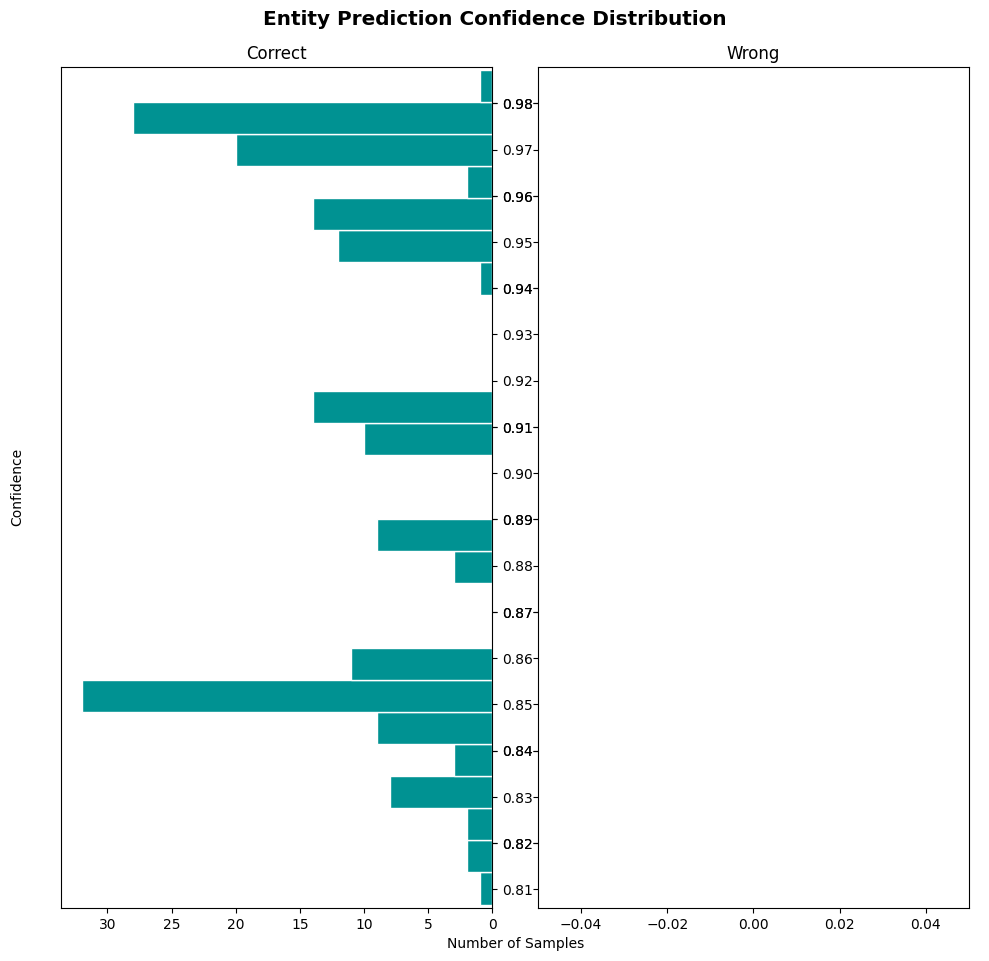 Entity Prediction Confidence Distribution
Correct
Wrong
0.98
0.97
0.96
0.95
0.94
0.93
0.92
0.91
0.90
0.89
0.88
0.87
0.86
0.85
0.84
0.83
0.82
0.81
Confidence
30 25 20 15 10 5 0
−0.04 −0.02 0.00 0.02 0.04
Number of Samples